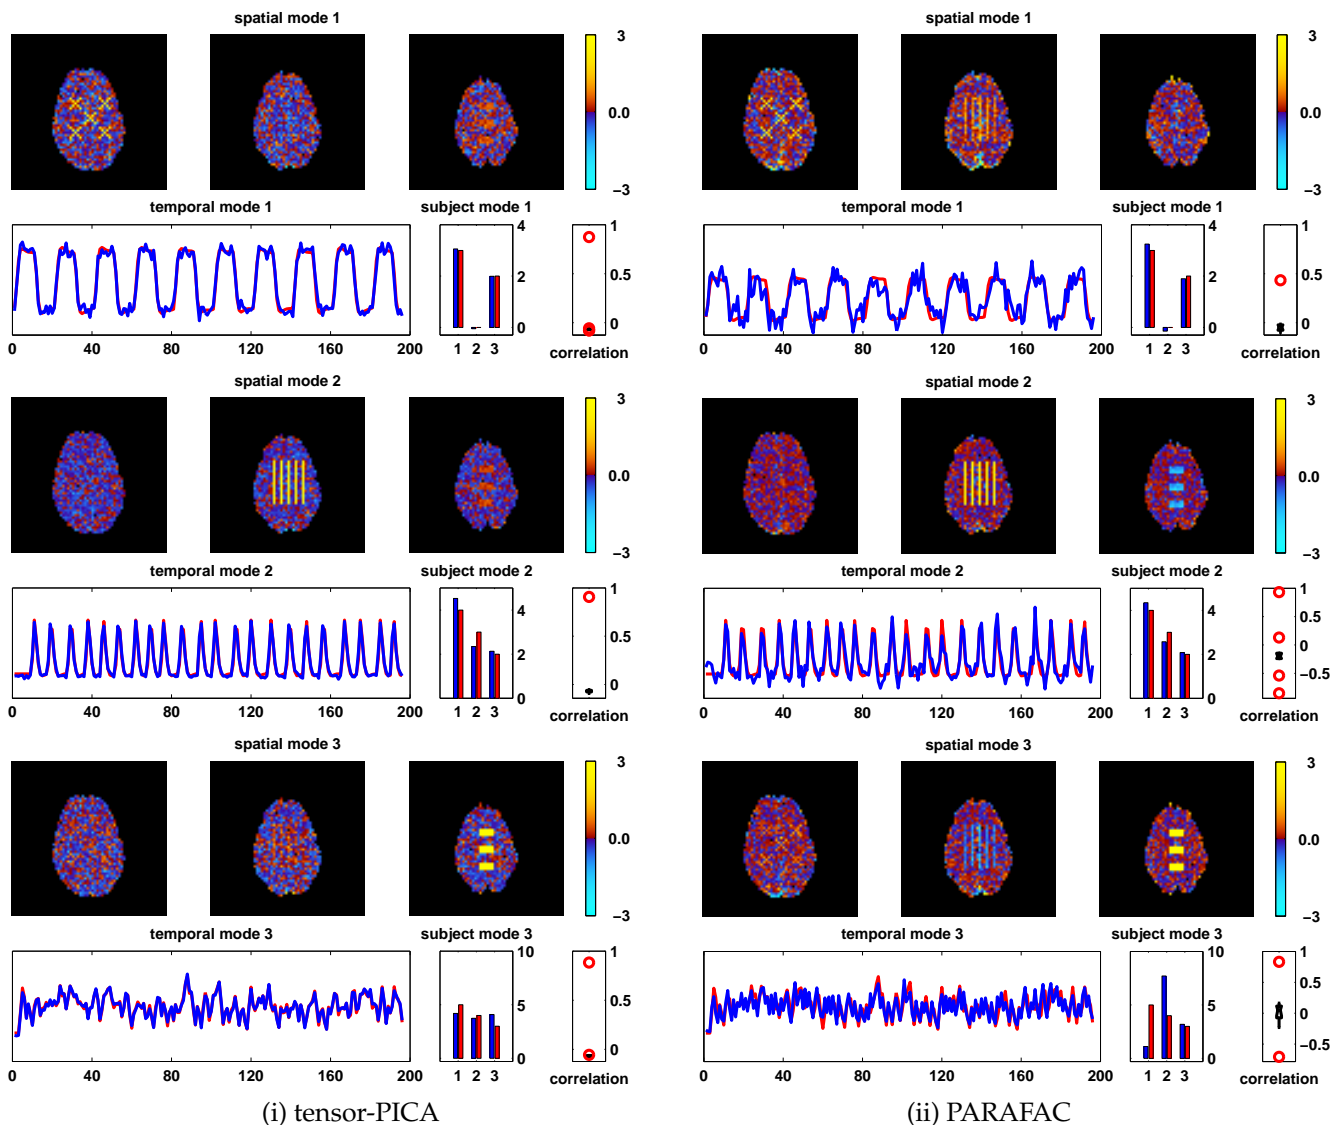 spatial mode 1
3
0.0
−3
temporal mode 1
subject mode 1
4
2
0
1
0.5
0
0 40 80 120 160 200
1 2 3
correlation
spatial mode 2
3
0.0
−3
temporal mode 2
subject mode 2
4
2
0
1
0.5
0
0 40 80 120 160 200
1 2 3
correlation
spatial mode 3
3
0.0
−3
temporal mode 3
subject mode 3
10
5
0
1
0.5
0
0 40 80 120 160 200
1 2 3
correlation
(i) tensor-PICA
spatial mode 1
3
0.0
−3
temporal mode 1
subject mode 1
4
2
0
1
0.5
0
0 40 80 120 160 200
1 2 3
correlation
spatial mode 2
3
0.0
−3
temporal mode 2
subject mode 2
4
2
0
1
0.5
0
−0.5
0 40 80 120 160 200
1 2 3
correlation
spatial mode 3
3
0.0
−3
temporal mode 3
subject mode 3
10
5
0
1
0.5
0
−0.5
0 40 80 120 160 200
1 2 3
correlation
(ii) PARAFAC